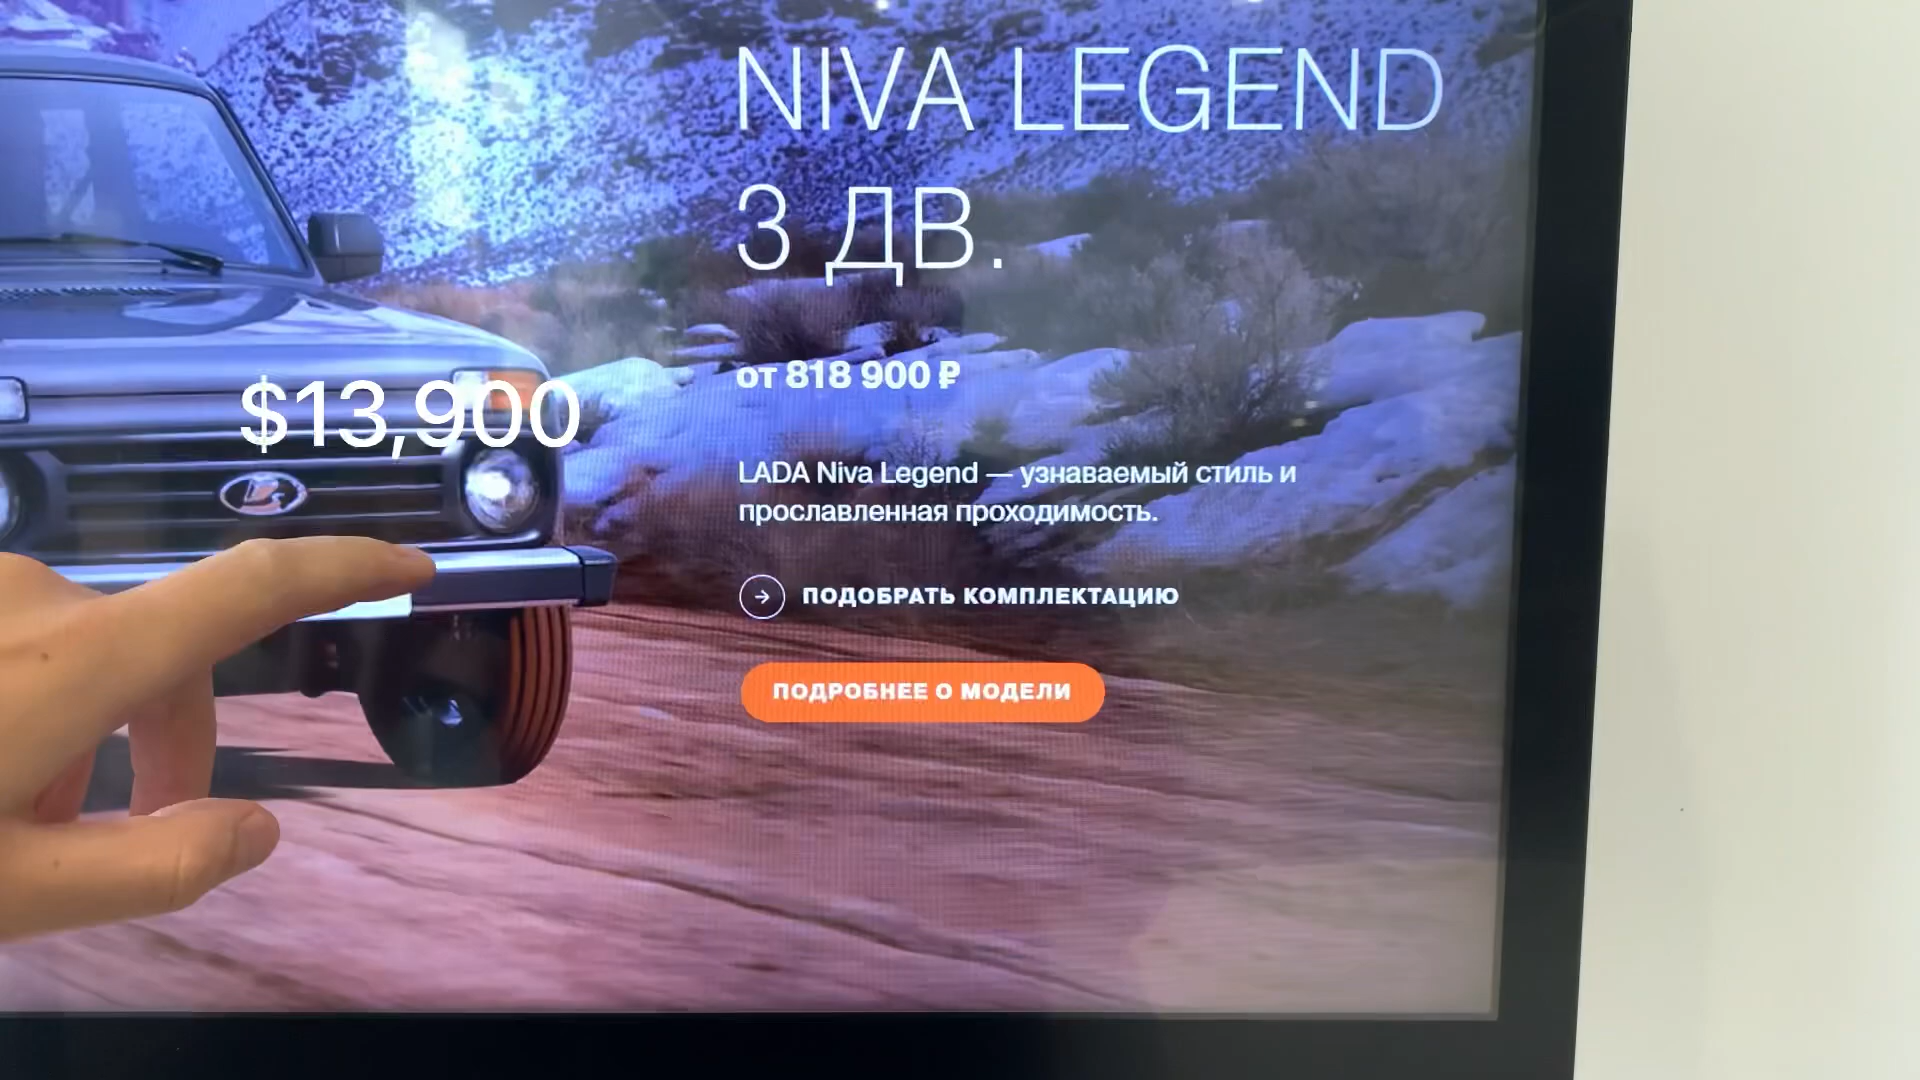 NIVA LEGEND
3 ДВ.
от 818 900 ₽
$13,900
LADA Niva Legend — узнаваемый стиль и
прославленная проходимость.
ПОДОБРАТЬ КОМПЛЕКТАЦИЮ
ПОДРОБНЕЕ О МОДЕЛИ